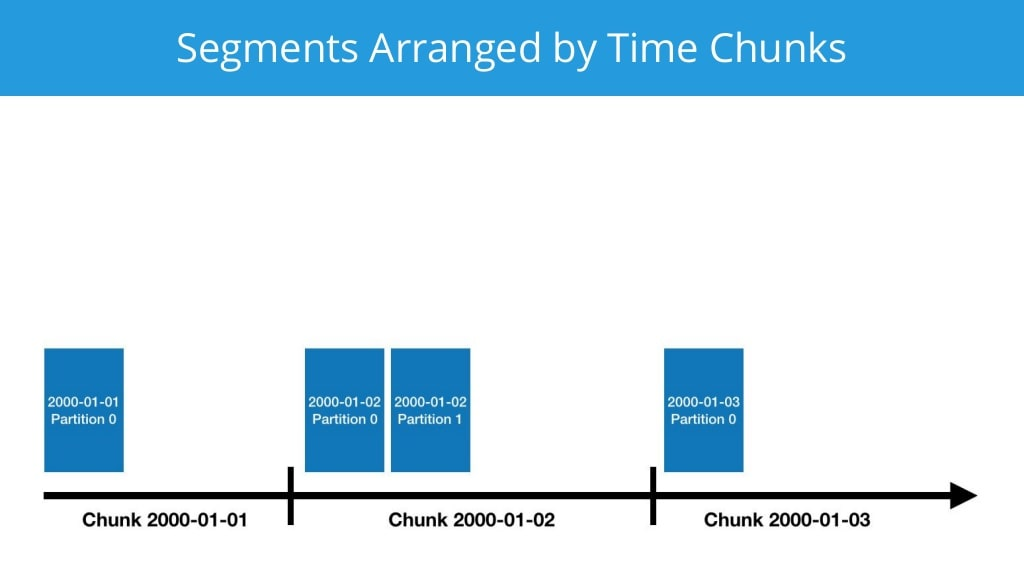 Segments Arranged by Time Chunks
2000-01-01
Partition 0
2000-01-02
Partition 0
2000-01-02
Partition 1
2000-01-03
Partition 0
Chunk 2000-01-01
Chunk 2000-01-02
Chunk 2000-01-03